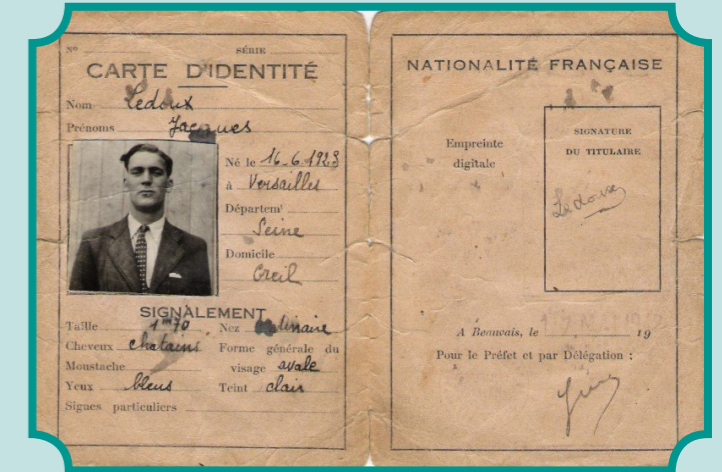 Nº SÉRIE
CARTE D'IDENTITÉ
Nom Ledoux
Prénoms Jacques
Né le 16.6.1923
à Versailles
Départemt
Seine
Domicile
Creil
SIGNALEMENT
Taille 1m70 Nez
Cheveux chatains Forme générale du
Moustache visage ovale
Yeux bleus Teint clair
Signes particuliers
NATIONALITÉ FRANÇAISE
Empreinte
digitale
SIGNATURE
DU TITULAIRE
Ledoux
A Beauvais, le 19
Pour le Préfet et par Délégation :